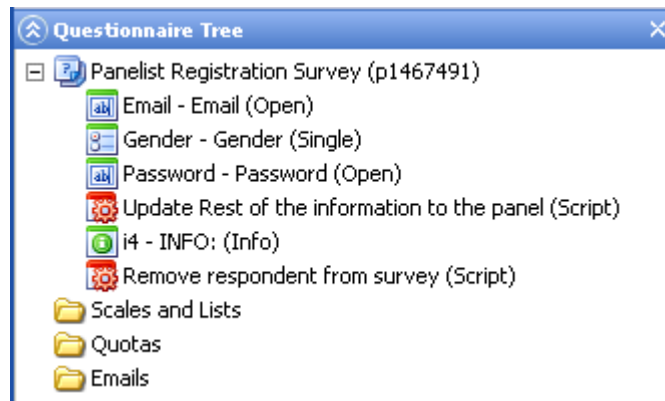 Questionnaire Tree
Panelist Registration Survey (p1467491)
Email - Email (Open)
Gender - Gender (Single)
Password - Password (Open)
Update Rest of the information to the panel (Script)
i4 - INFO: (Info)
Remove respondent from survey (Script)
Scales and Lists
Quotas
Emails